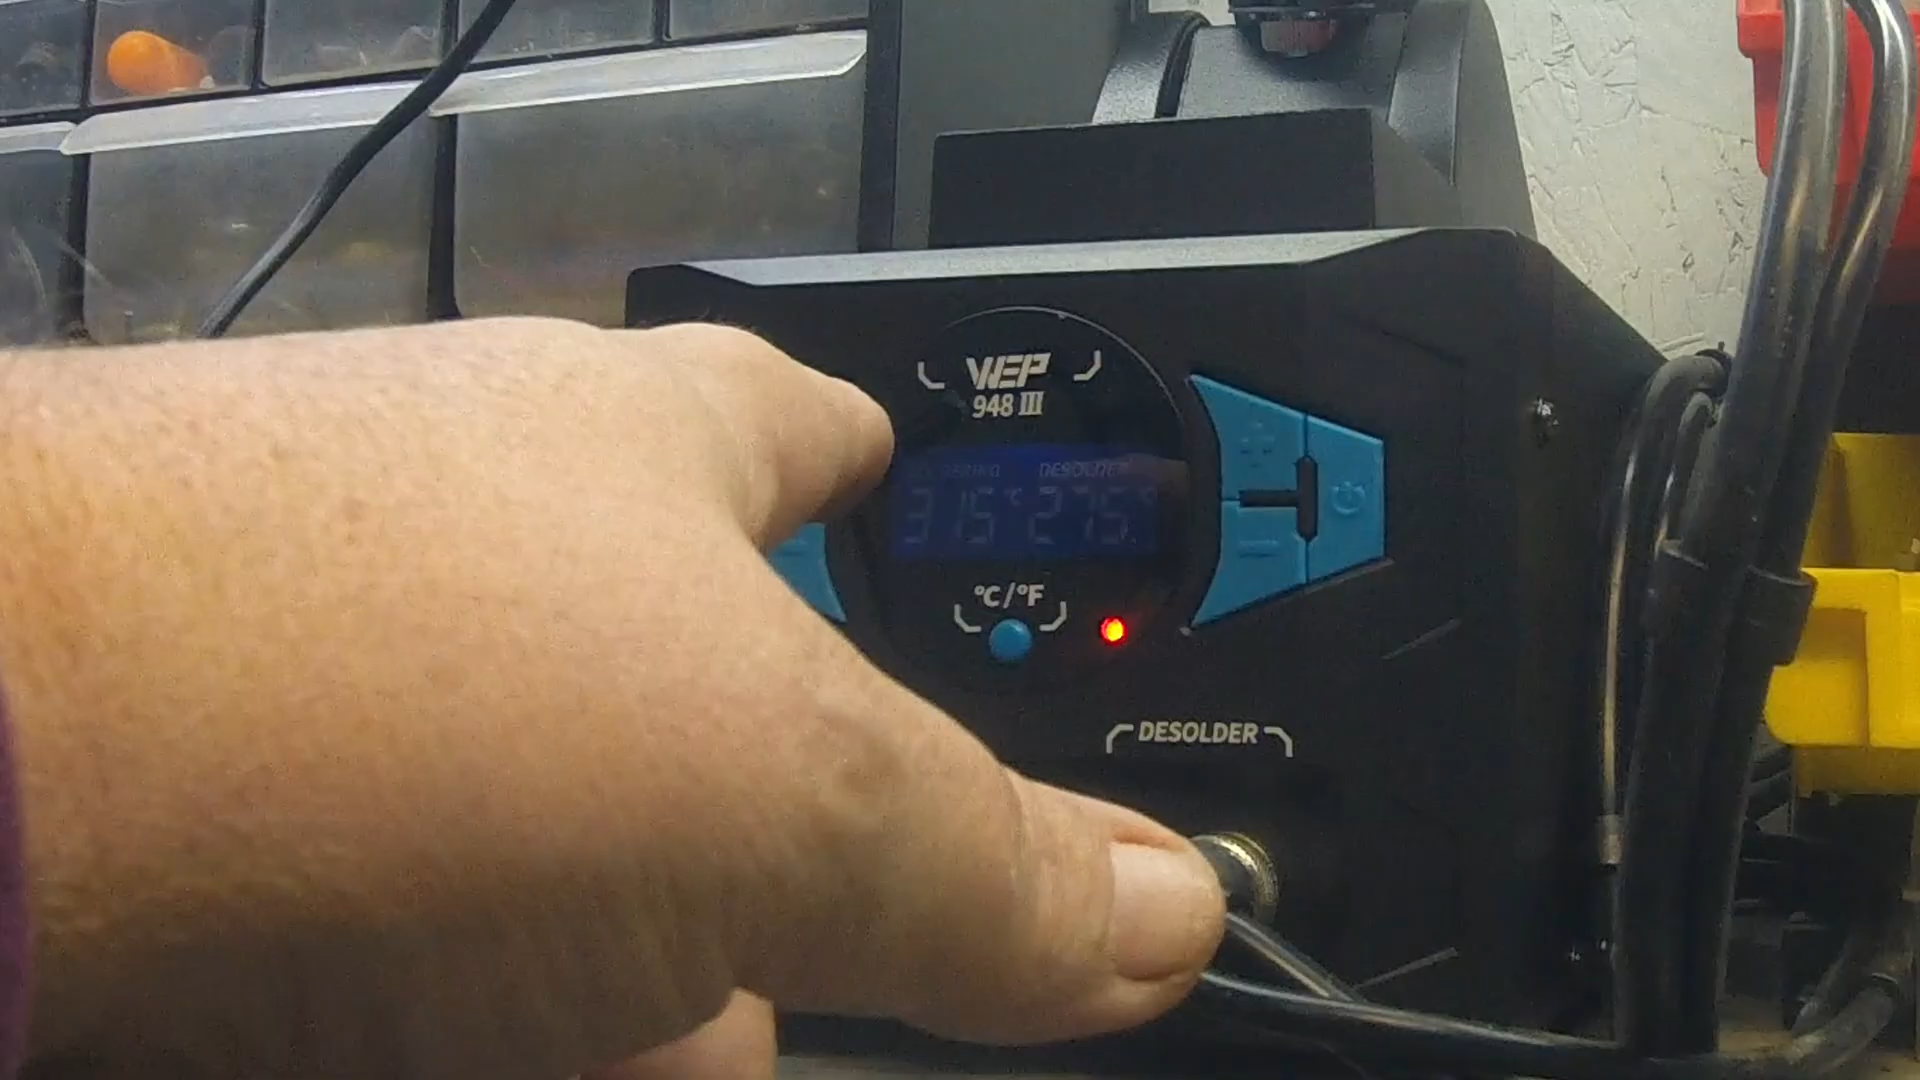 WEP
948 III
DESOLDER
315 °C 275
°C/°F
DESOLDER